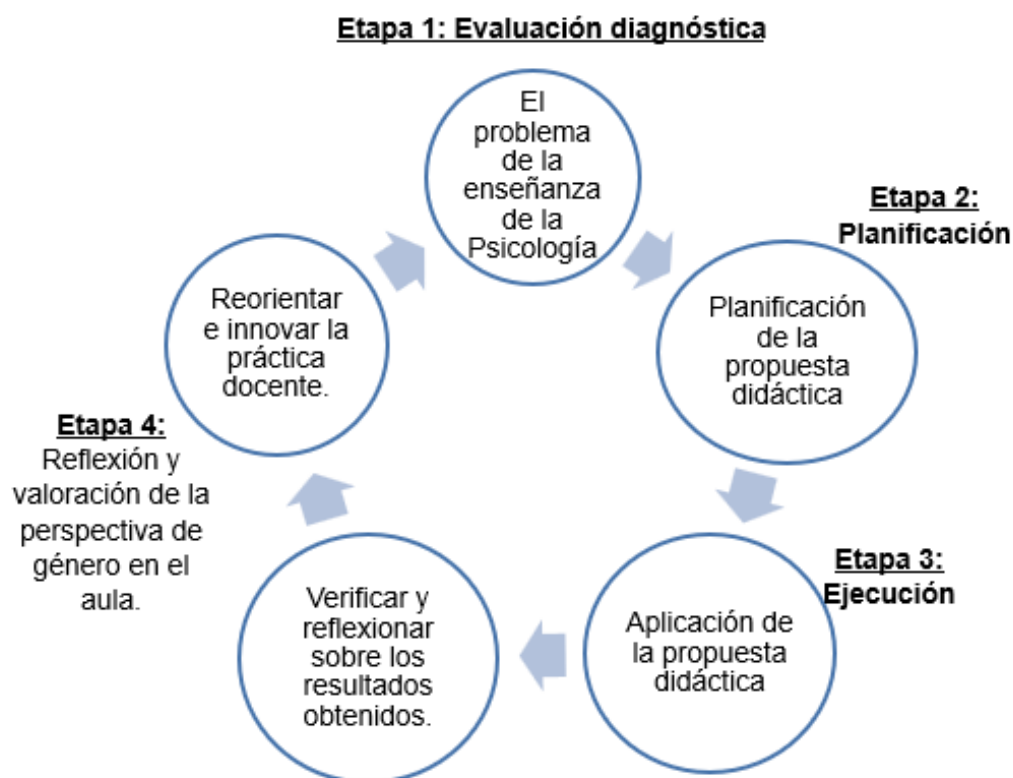 Etapa 1: Evaluación diagnóstica
El
problema
de la
enseñanza
de la
Psicología
Etapa 2:
Planificación
Planificación
de la
propuesta
didáctica
Etapa 3:
Ejecución
Aplicación de
la propuesta
didáctica
Verificar y
reflexionar
sobre los
resultados
obtenidos.
Etapa 4:
Reflexión y
valoración de la
perspectiva de
género en el
aula.
Reorientar
e innovar la
práctica
docente.